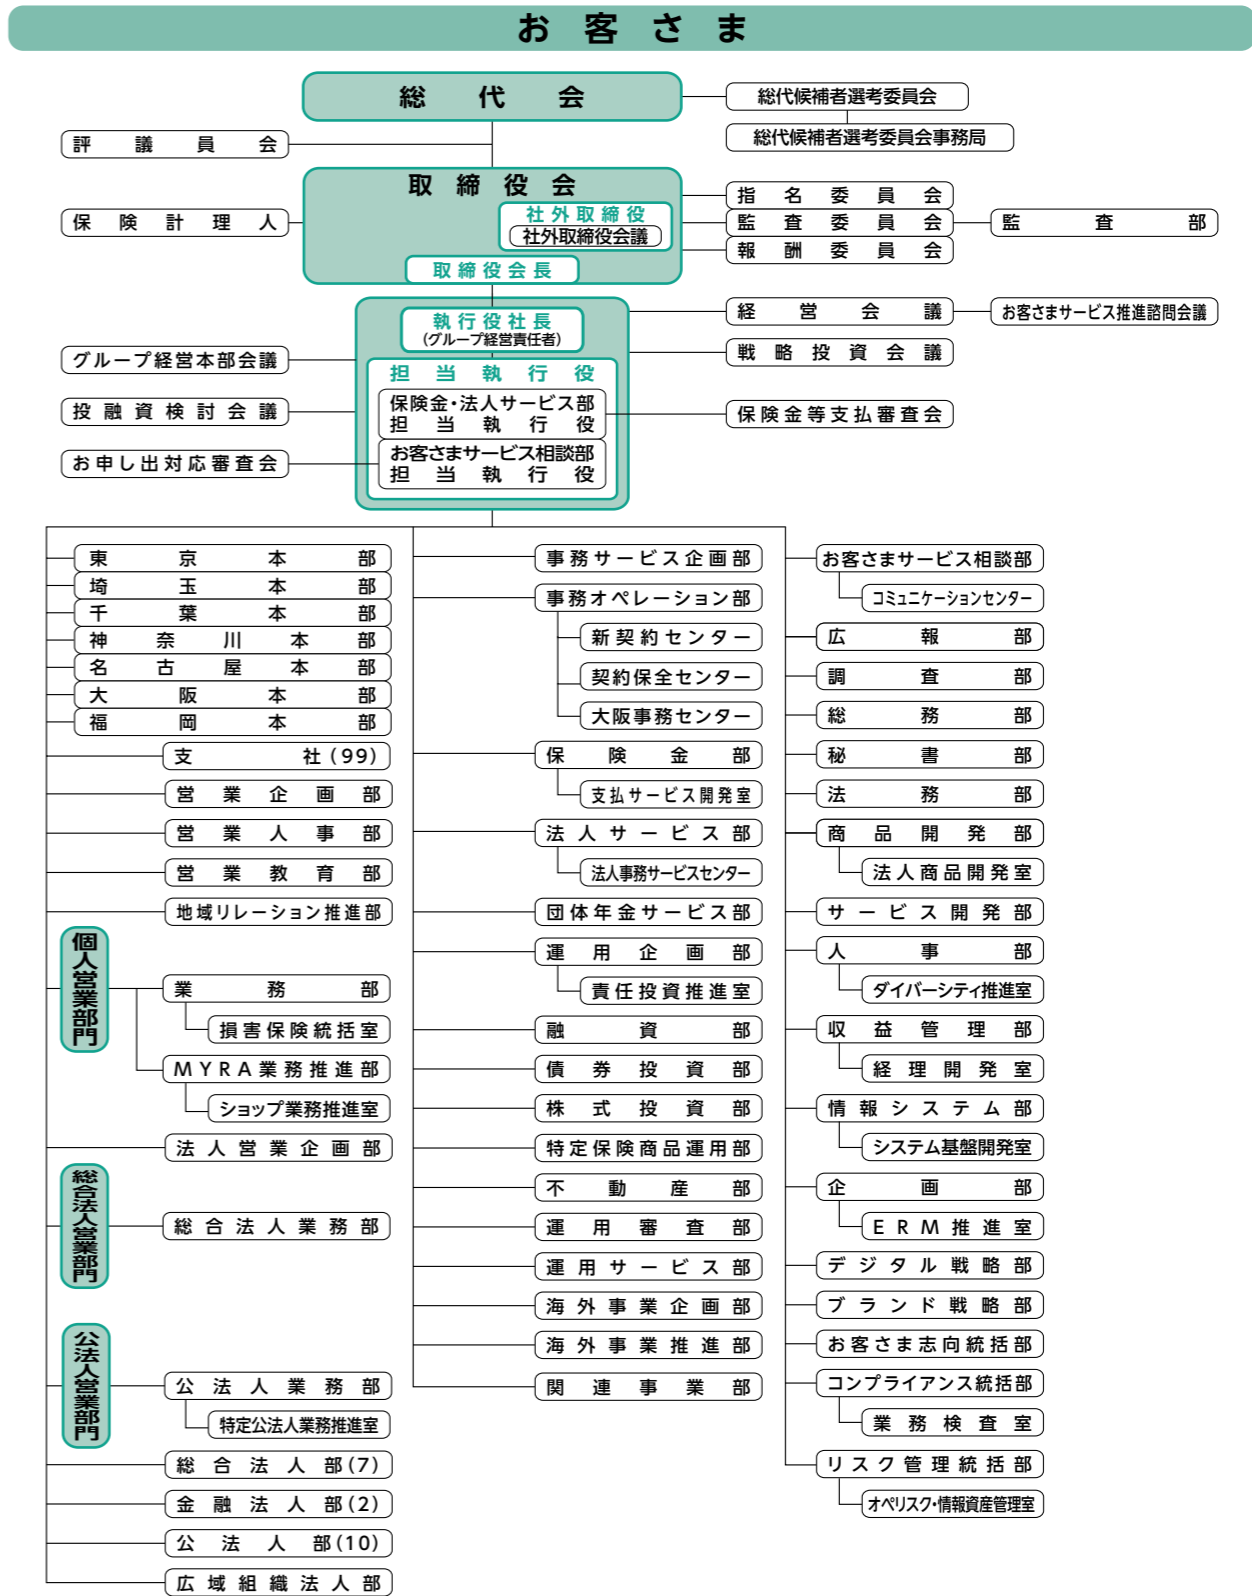 お客さま
総代会
総代候補者選考委員会
総代候補者選考委員会事務局
評議員会
取締役会
社外取締役
社外取締役会議
取締役会長
保険計理人
指名委員会
監査委員会
監査部
報酬委員会
執行役社長
(グループ経営責任者)
経営会議
お客さまサービス推進諮問会議
戦略投資会議
グループ経営本部会議
担当執行役
投融資検討会議
保険金・法人サービス部
担当執行役
保険金等支払審査会
お申し出対応審査会
お客さまサービス相談部
担当執行役
東京本部
埼玉本部
千葉本部
神奈川本部
名古屋本部
大阪本部
福岡本部
支社(99)
営業企画部
営業人事部
営業教育部
地域リレーション推進部
個人営業部門
業務部
損害保険統括室
MYRA業務推進部
ショップ業務推進室
法人営業企画部
総合法人営業部門
総合法人業務部
公法人営業部門
公法人業務部
特定公法人業務推進室
総合法人部(7)
金融法人部(2)
公法人部(10)
広域組織法人部
事務サービス企画部
事務オペレーション部
新契約センター
契約保全センター
大阪事務センター
保険金部
支払サービス開発室
法人サービス部
法人事務サービスセンター
団体年金サービス部
運用企画部
責任投資推進室
融資部
債券投資部
株式投資部
特定保険商品運用部
不動産部
運用審査部
運用サービス部
海外事業企画部
海外事業推進部
関連事業部
お客さまサービス相談部
コミュニケーションセンター
広報部
調査部
総務部
秘書部
法務部
商品開発部
法人商品開発室
サービス開発部
人事部
ダイバーシティ推進室
収益管理部
経理開発室
情報システム部
システム基盤開発室
企画部
ERM推進室
デジタル戦略部
ブランド戦略部
お客さま志向統括部
コンプライアンス統括部
業務検査室
リスク管理統括部
オペリスク・情報資産管理室